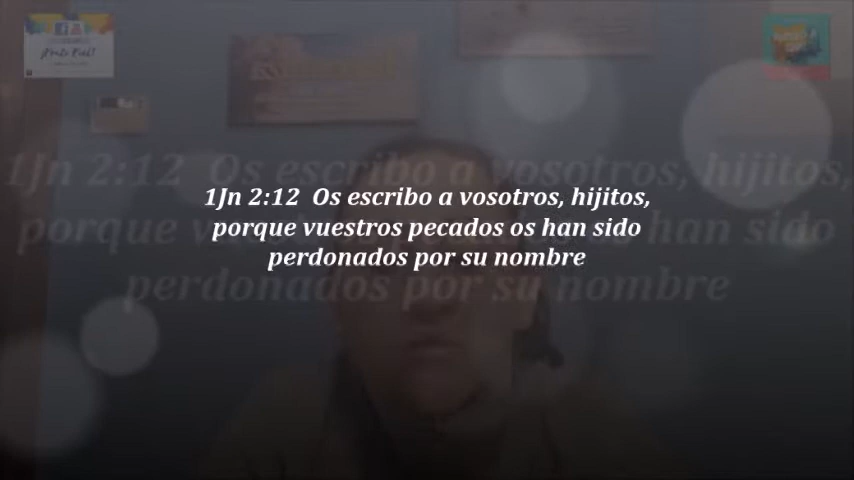 1Jn 2:12 Os escribo a vosotros, hijitos,
porque vuestros pecados os han sido
perdonados por su nombre